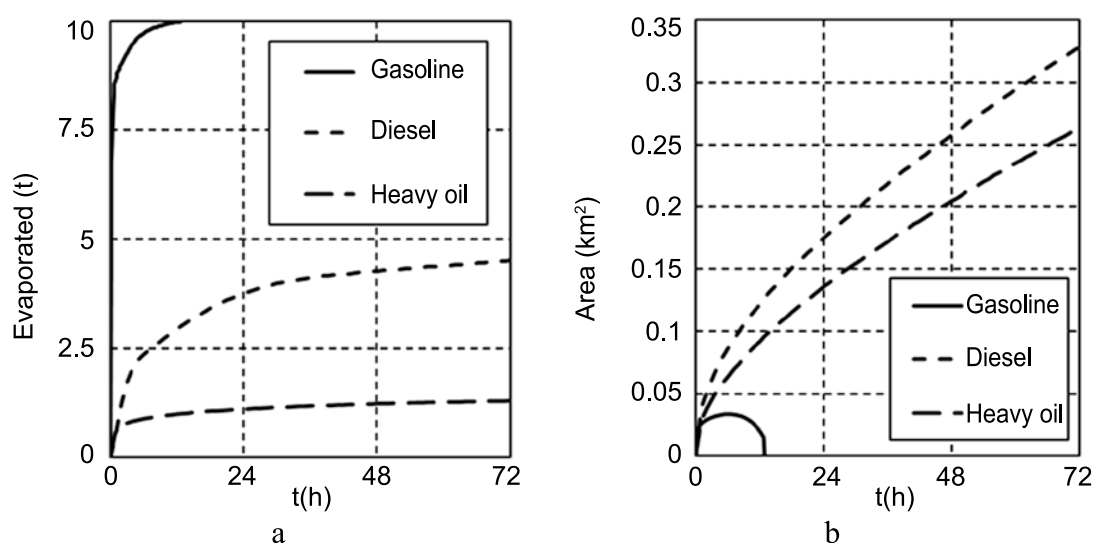 10
7.5
5
2.5
0
Evaporated (t)
Gasoline
Diesel
Heavy oil
0
24
48
72
t(h)
a
0.35
0.3
0.25
0.2
0.15
0.1
0.05
0
Area (km²)
Gasoline
Diesel
Heavy oil
0
24
48
72
t(h)
b